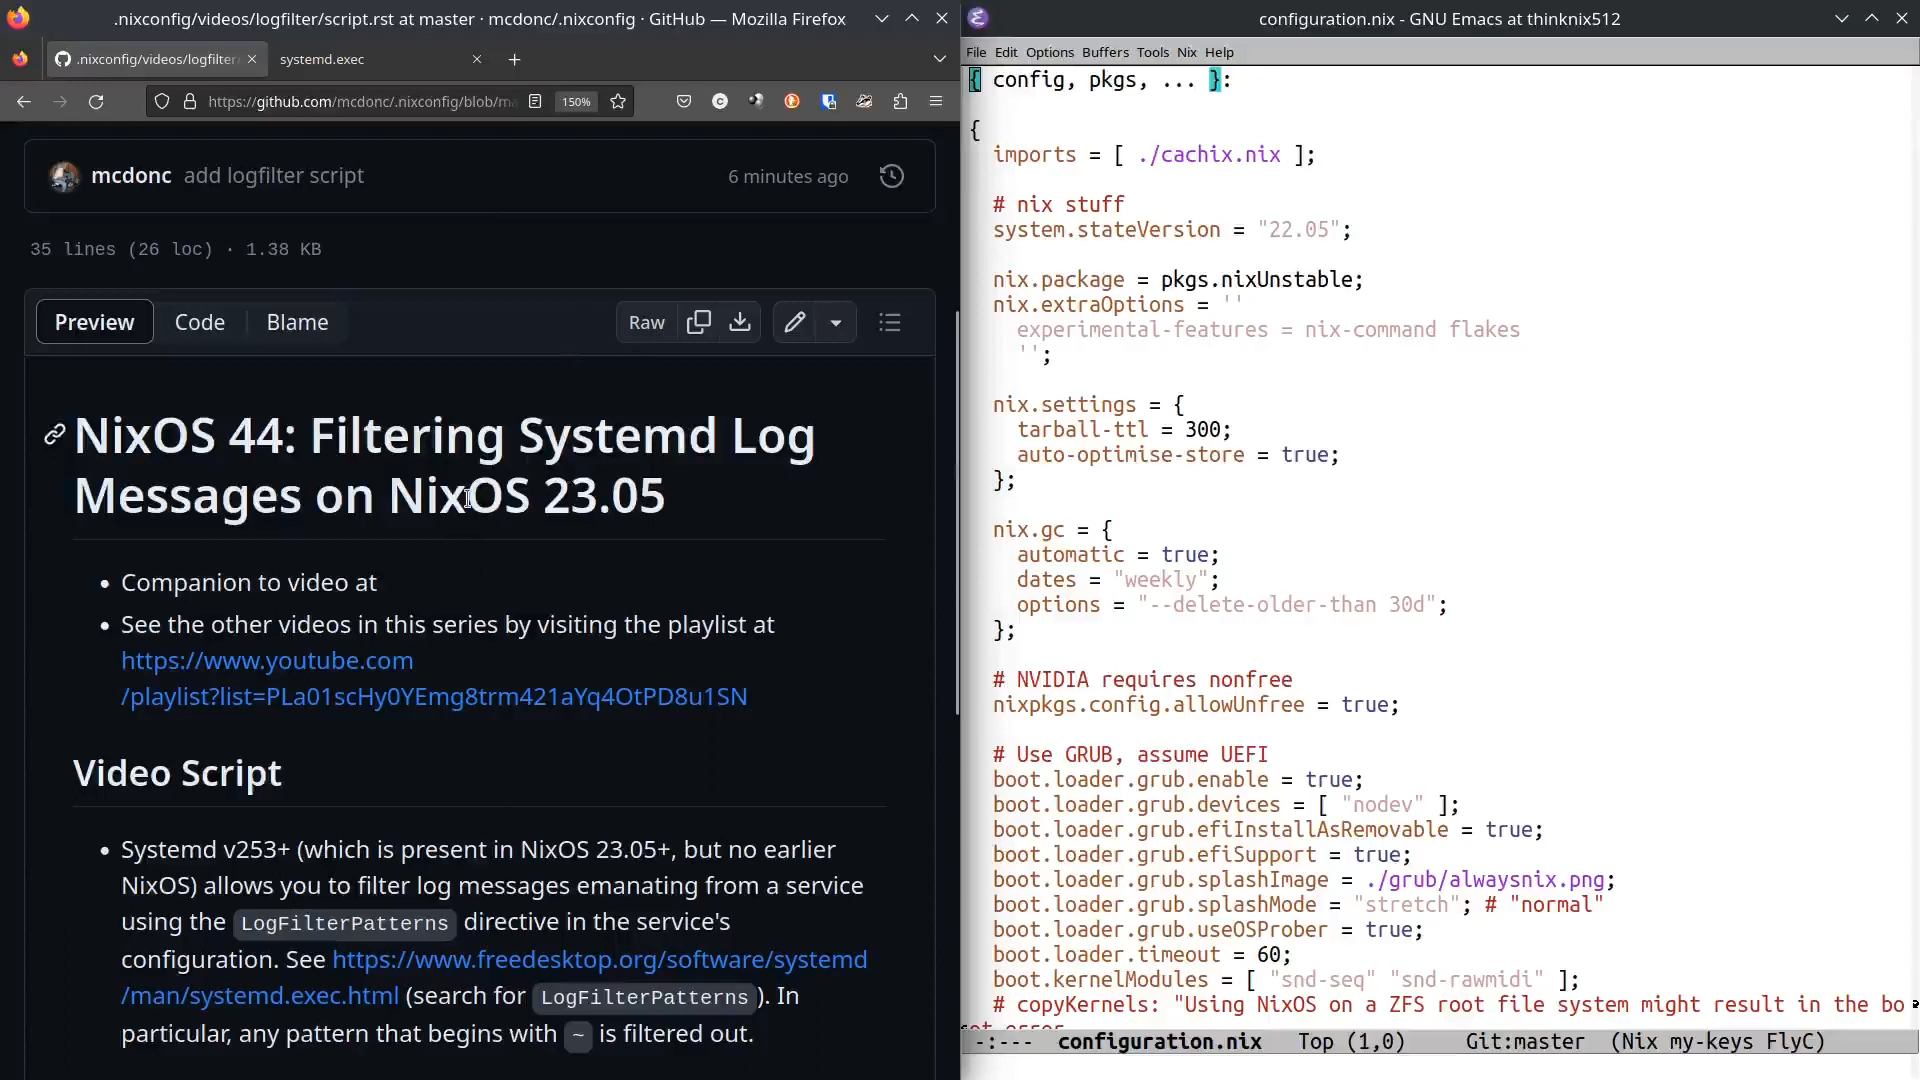 .nixconfig/videos/logfilter/script.rst at master · mcdonc/.nixconfig · GitHub — Mozilla Firefox
.nixconfig/videos/logfilter/
systemd.exec
https://github.com/mcdonc/.nixconfig/blob/ma
150%
mcdonc add logfilter script
6 minutes ago
35 lines (26 loc) · 1.38 KB
Preview
Code
Blame
Raw
NixOS 44: Filtering Systemd Log
Messages on NixOS 23.05
• Companion to video at
• See the other videos in this series by visiting the playlist at
https://www.youtube.com
/playlist?list=PLa01scHy0YEmg8trm421aYq4OtPD8u1SN
Video Script
• Systemd v253+ (which is present in NixOS 23.05+, but no earlier
NixOS) allows you to filter log messages emanating from a service
using the LogFilterPatterns directive in the service's
configuration. See https://www.freedesktop.org/software/systemd
/man/systemd.exec.html (search for LogFilterPatterns). In
particular, any pattern that begins with ~ is filtered out.
configuration.nix - GNU Emacs at thinknix512
File Edit Options Buffers Tools Nix Help
{ config, pkgs, ... }:
{
imports = [ ./cachix.nix ];
# nix stuff
system.stateVersion = "22.05";
nix.package = pkgs.nixUnstable;
nix.extraOptions = ''
experimental-features = nix-command flakes
'';
nix.settings = {
tarball-ttl = 300;
auto-optimise-store = true;
};
nix.gc = {
automatic = true;
dates = "weekly";
options = "--delete-older-than 30d";
};
# NVIDIA requires nonfree
nixpkgs.config.allowUnfree = true;
# Use GRUB, assume UEFI
boot.loader.grub.enable = true;
boot.loader.grub.devices = [ "nodev" ];
boot.loader.grub.efiInstallAsRemovable = true;
boot.loader.grub.efiSupport = true;
boot.loader.grub.splashImage = ./grub/alwaysnix.png;
boot.loader.grub.splashMode = "stretch"; # "normal"
boot.loader.grub.useOSProber = true;
boot.loader.timeout = 60;
boot.kernelModules = [ "snd-seq" "snd-rawmidi" ];
# copyKernels: "Using NixOS on a ZFS root file system might result in the bo
-:--- configuration.nix Top (1,0) Git:master (Nix my-keys FlyC)